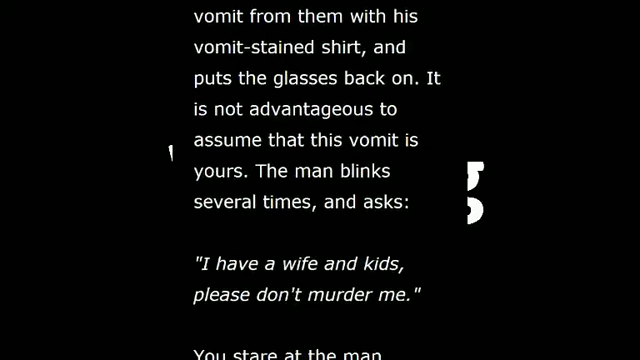 vomit from them with his
vomit-stained shirt, and
puts the glasses back on. It
is not advantageous to
assume that this vomit is
yours. The man blinks
several times, and asks:
"I have a wife and kids,
please don't murder me."
You stare at the man